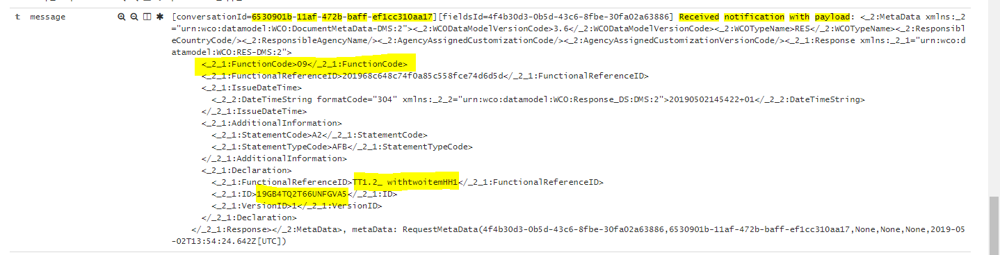 t message [conversationId=6530901b-11af-472b-baff-ef1cc310aa17][fieldsId=4f4b30d3-0b5d-43c6-8fbe-30fa02a63886] Received notification with payload: <_2:MetaData xmlns:_2
="urn:wco:datamodel:WCO:DocumentMetaData-DMS:2"><_2:WCODataModelVersionCode>3.6</_2:WCODataModelVersionCode><_2:WCOTypeName>RES</_2:WCOTypeName><_2:Responsibl
eCountryCode/><_2:ResponsibleAgencyName/><_2:AgencyAssignedCustomizationCode/><_2:AgencyAssignedCustomizationVersionCode/><_2_1:Response xmlns:_2_1="urn:wco:d
atamodel:WCO:RES-DMS:2">
<_2_1:FunctionCode>09</_2_1:FunctionCode>
<_2_1:FunctionalReferenceID>201968c648c74f0a85c558fce74d6d5d</_2_1:FunctionalReferenceID>
<_2_1:IssueDateTime>
<_2_2:DateTimeString formatCode="304" xmlns:_2_2="urn:wco:datamodel:WCO:Response_DS:DMS:2">20190502145422+01</_2_2:DateTimeString>
</_2_1:IssueDateTime>
<_2_1:AdditionalInformation>
<_2_1:StatementCode>A2</_2_1:StatementCode>
<_2_1:StatementTypeCode>AFB</_2_1:StatementTypeCode>
</_2_1:AdditionalInformation>
<_2_1:Declaration>
<_2_1:FunctionalReferenceID>TT1.2_ withtwoitemHH1</_2_1:FunctionalReferenceID>
<_2_1:ID>19GB4TQ2T66UNFGVA5</_2_1:ID>
<_2_1:VersionID>1</_2_1:VersionID>
</_2_1:Declaration>
</_2_1:Response></_2:MetaData>, metaData: RequestMetaData(4f4b30d3-0b5d-43c6-8fbe-30fa02a63886,6530901b-11af-472b-baff-ef1cc310aa17,None,None,None,2019-05
-02T13:54:24.642Z[UTC])